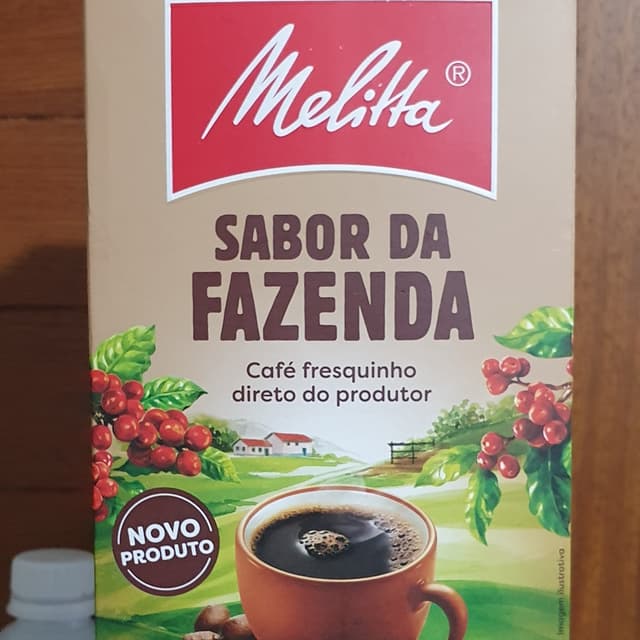 Melitta®
SABOR DA
FAZENDA
Café fresquinho
direto do produtor
NOVO
PRODUTO
imagem ilustrativa